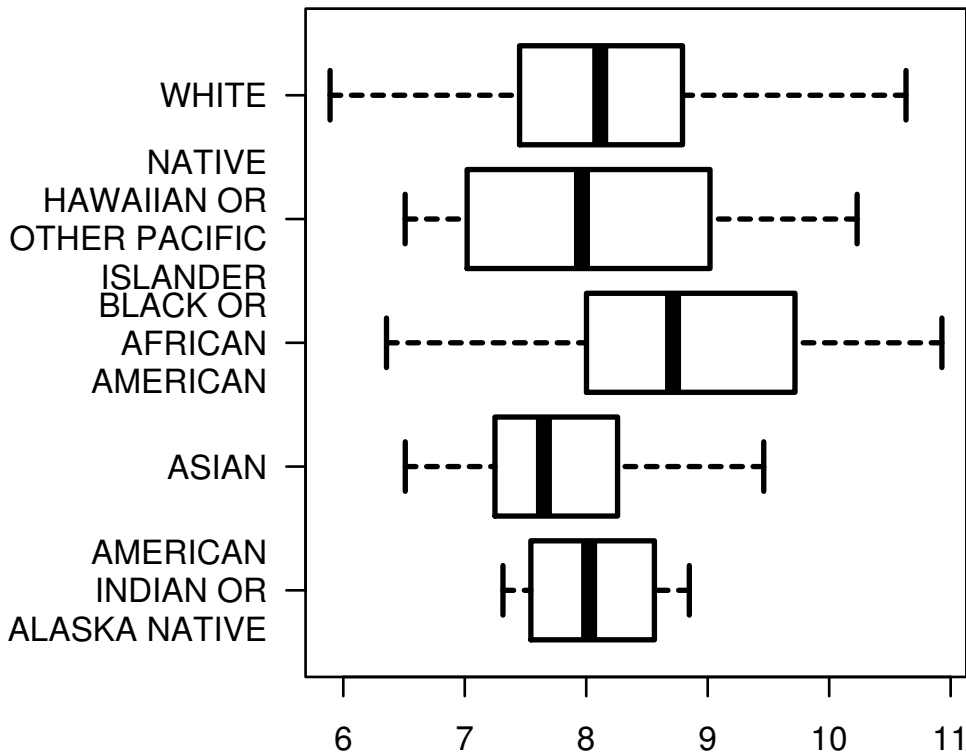 WHITE
NATIVE
HAWAIIAN OR
OTHER PACIFIC
ISLANDER
BLACK OR
AFRICAN
AMERICAN
ASIAN
AMERICAN
INDIAN OR
ALASKA NATIVE
6 7 8 9 10 11